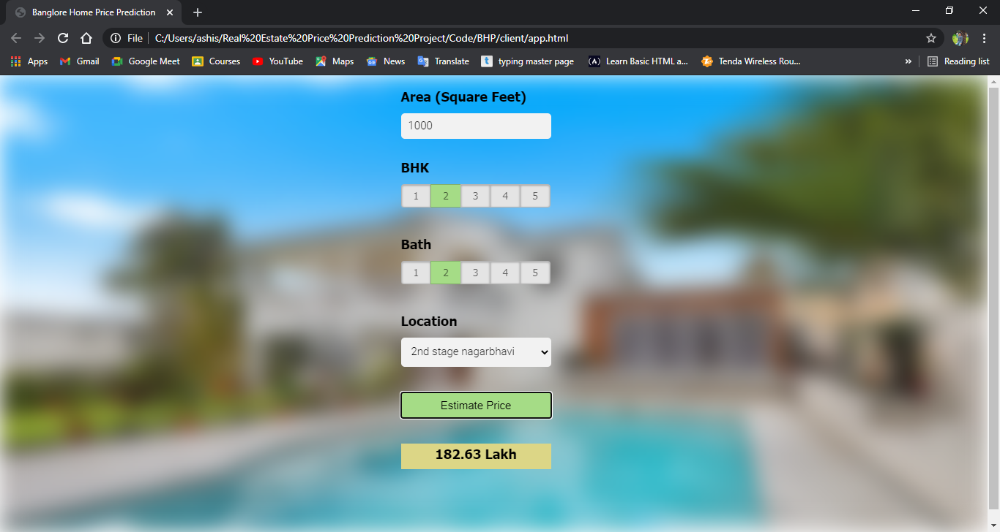 Banglore Home Price Prediction
File C:/Users/ashis/Real%20Estate%20Price%20Prediction%20Project/Code/BHP/client/app.html
Apps Gmail Google Meet Courses YouTube Maps News Translate t typing master page (A) Learn Basic HTML a... Tenda Wireless Rou... » Reading list
Area (Square Feet)
1000
BHK
1 2 3 4 5
Bath
1 2 3 4 5
Location
2nd stage nagarbhavi
Estimate Price
182.63 Lakh